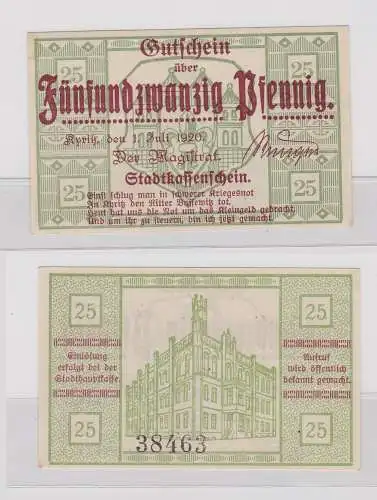 Gutschein
25 über 25
Fünfundzwanzig Pfennig.
Kyritz, den 1. Juli 1920.
Der Magistrat.
Stadtkassenschein.
25 25
Einst schlug man in schwerer Kriegesnot
In Kyritz den Ritter Bassewitz tot.
Heut hat uns die Not um das Kleingeld gebracht,
Und um ihr zu steuern, bin ich jetzt gemacht.
25 25
Einlösung
erfolgt bei der
Stadthauptkasse.
Aufruf
wird öffentlich
bekannt gemacht.
25 25
38463